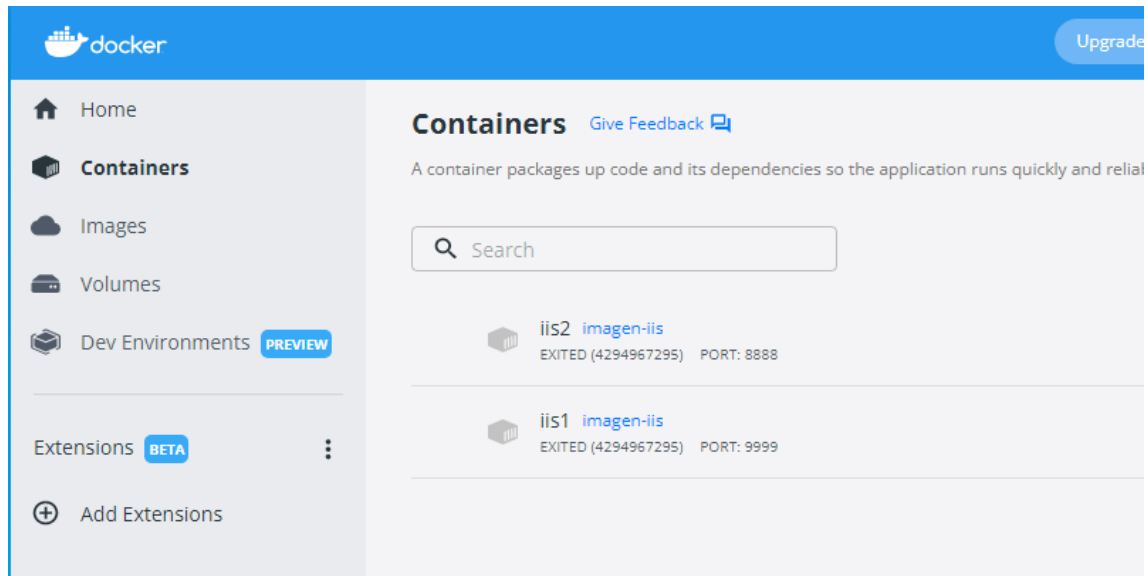 docker
Upgrade
Home
Containers
Images
Volumes
Dev Environments PREVIEW
Extensions BETA
Add Extensions
Containers Give Feedback
A container packages up code and its dependencies so the application runs quickly and reliab
Search
iis2 imagen-iis
EXITED (4294967295) PORT: 8888
iis1 imagen-iis
EXITED (4294967295) PORT: 9999